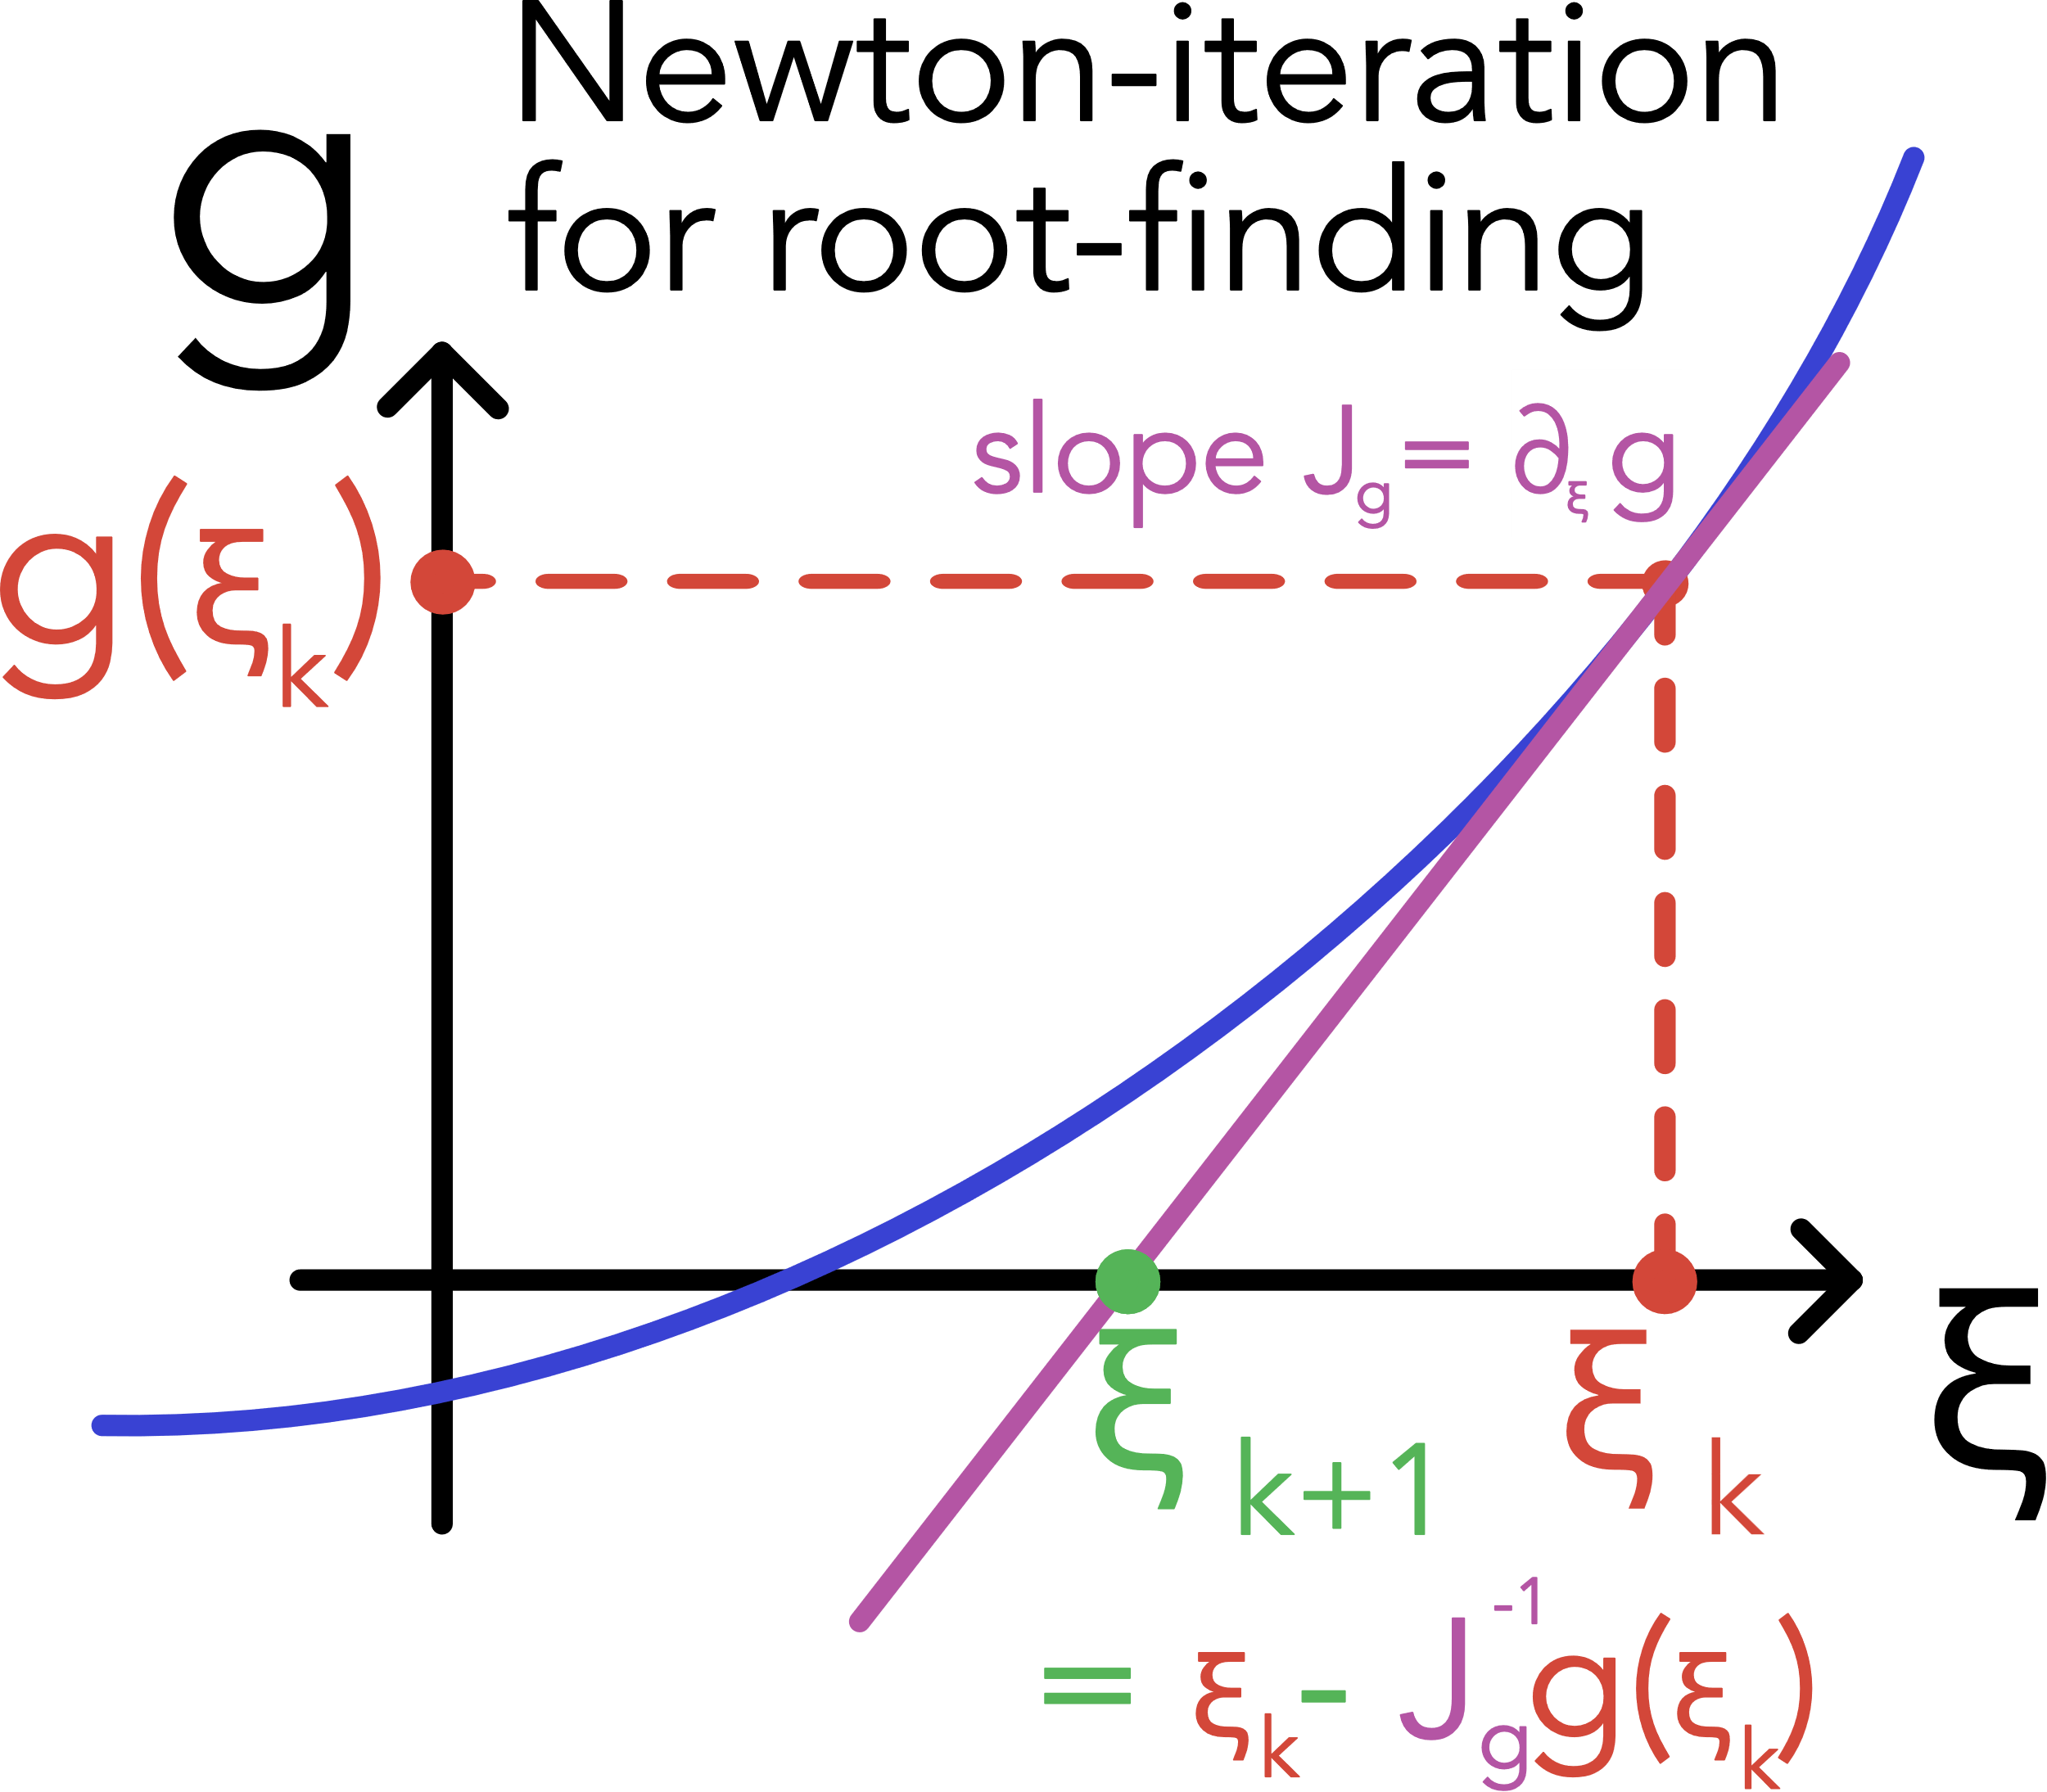 Newton-iteration
for root-finding
g
slope J_g = ∂_ξ g
g(ξ_k)
ξ
ξ_k+1
ξ_k
= ξ_k - J_g^-1 g(ξ_k)